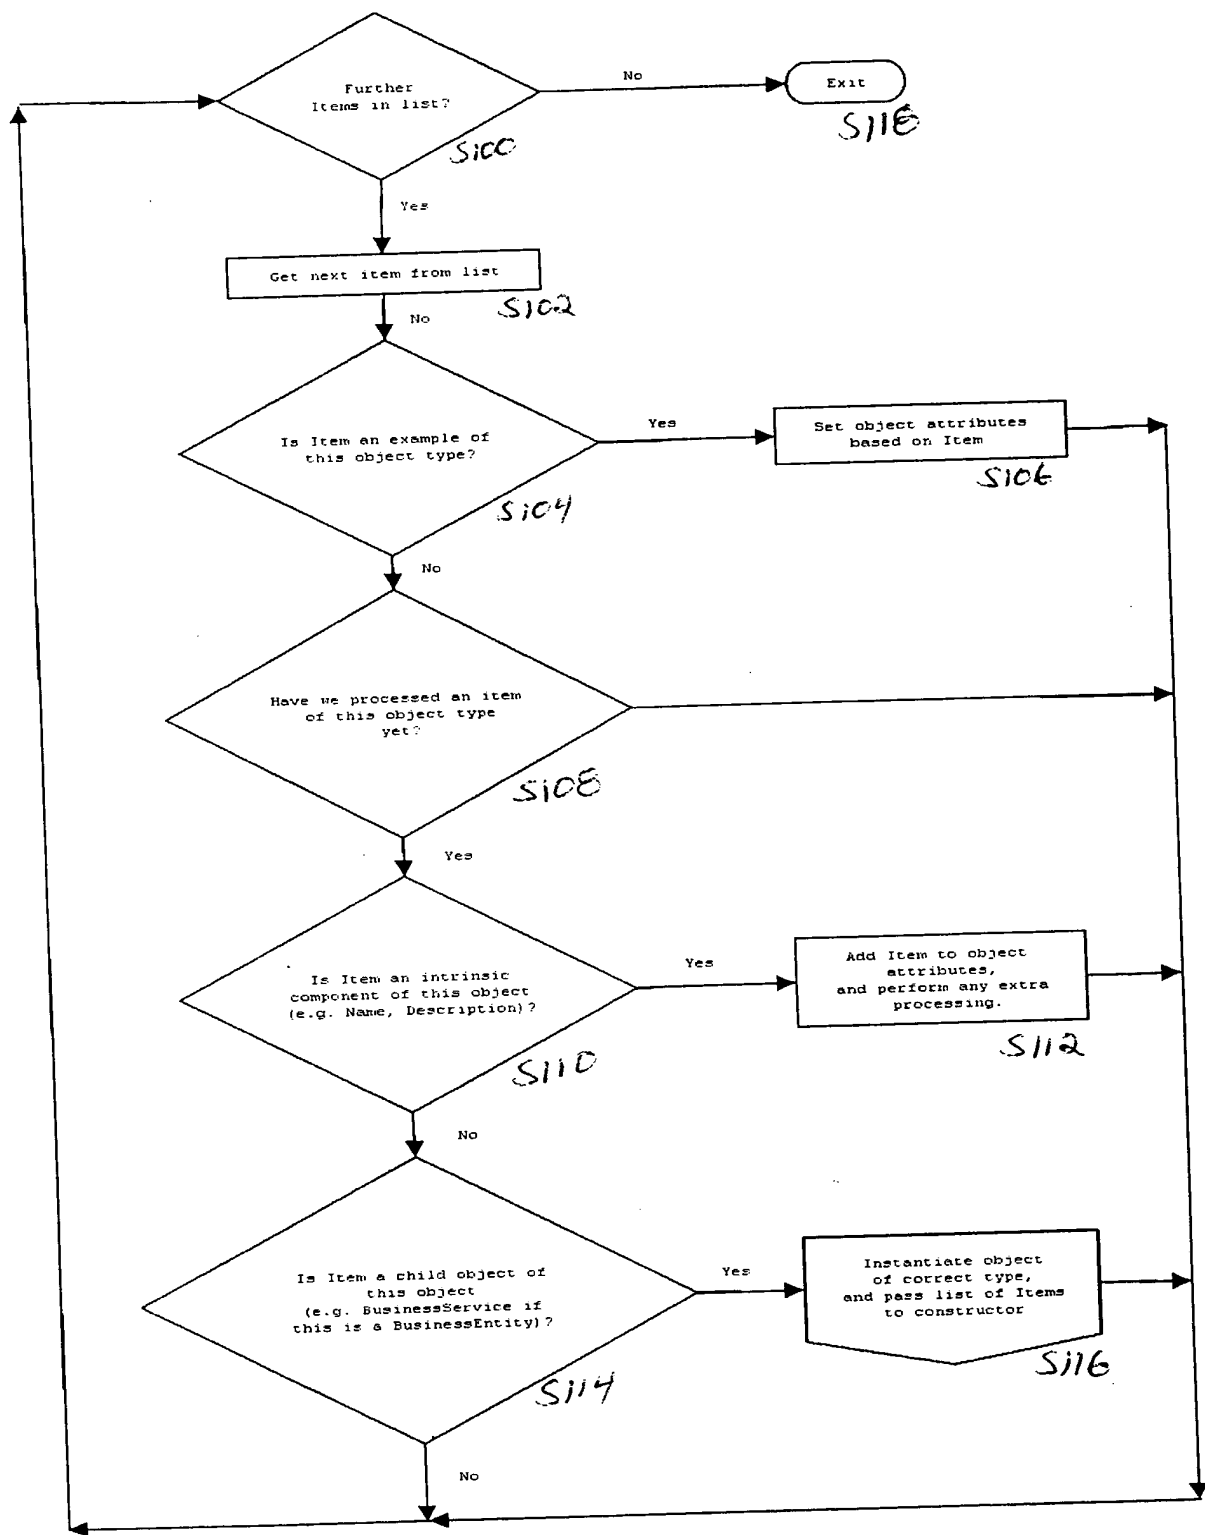 Further
Items in list?
No
Exit
S118
S100
Yes
Get next item from list
S102
No
Is Item an example of
this object type?
Yes
Set object attributes
based on Item
S106
S104
No
Have we processed an item
of this object type
yet?
S108
Yes
Is Item an intrinsic
component of this object
(e.g. Name, Description)?
Yes
Add Item to object
attributes,
and perform any extra
processing.
S112
S110
No
Is Item a child object of
this object
(e.g. BusinessService if
this is a BusinessEntity)?
Yes
Instantiate object
of correct type,
and pass list of Items
to constructor
S116
S114
No